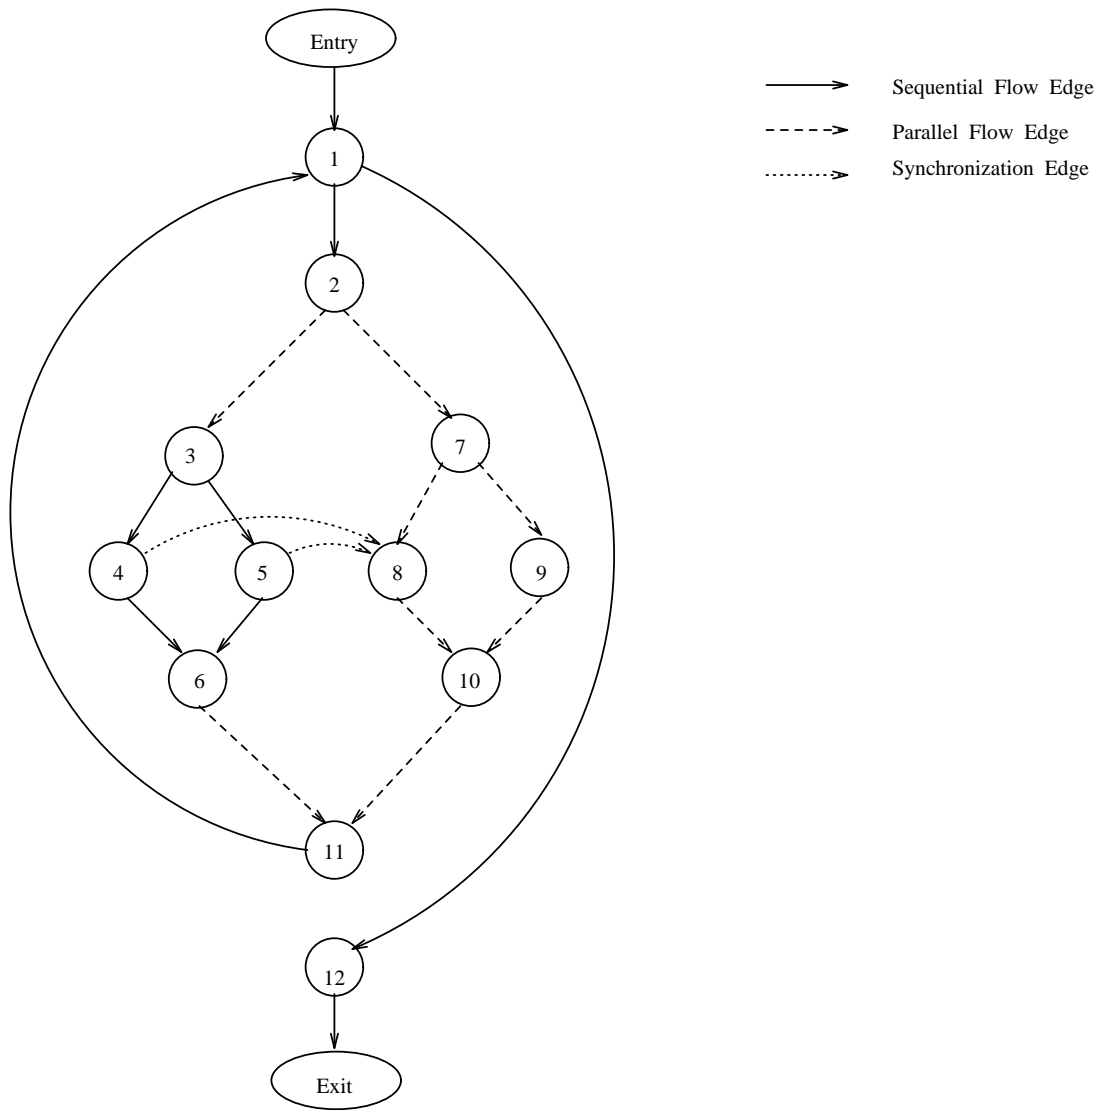 Entry
Sequential Flow Edge
Parallel Flow Edge
1
Synchronization Edge
2
3
7
4
5
8
9
6
10
11
12
Exit